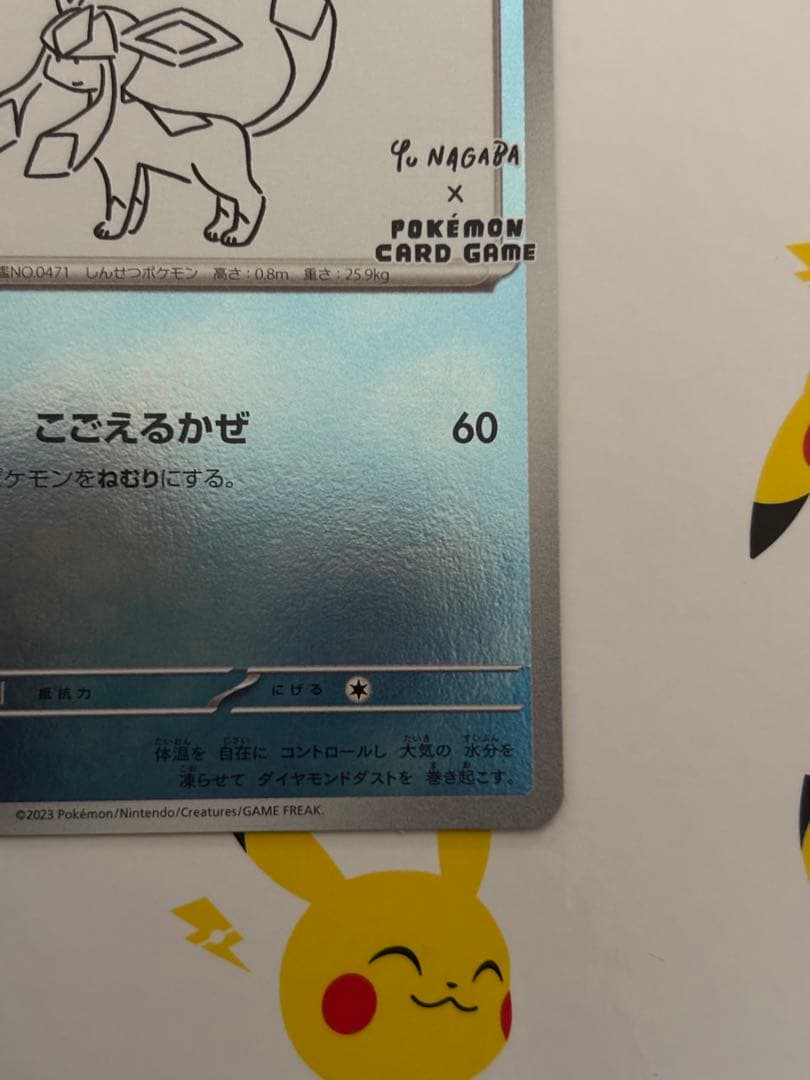 Yu NAGABA
×
POKÉMON
CARD GAME
NO.0471 しんせつポケモン 高さ:0.8m 重さ:25.9kg
こごえるかぜ 60
ポケモンをねむりにする。
抵抗力 にげる
体温を 自在に コントロールし 大気の 水分を
凍らせて ダイヤモンドダストを 巻き起こす。
©2023 Pokémon/Nintendo/Creatures/GAME FREAK.